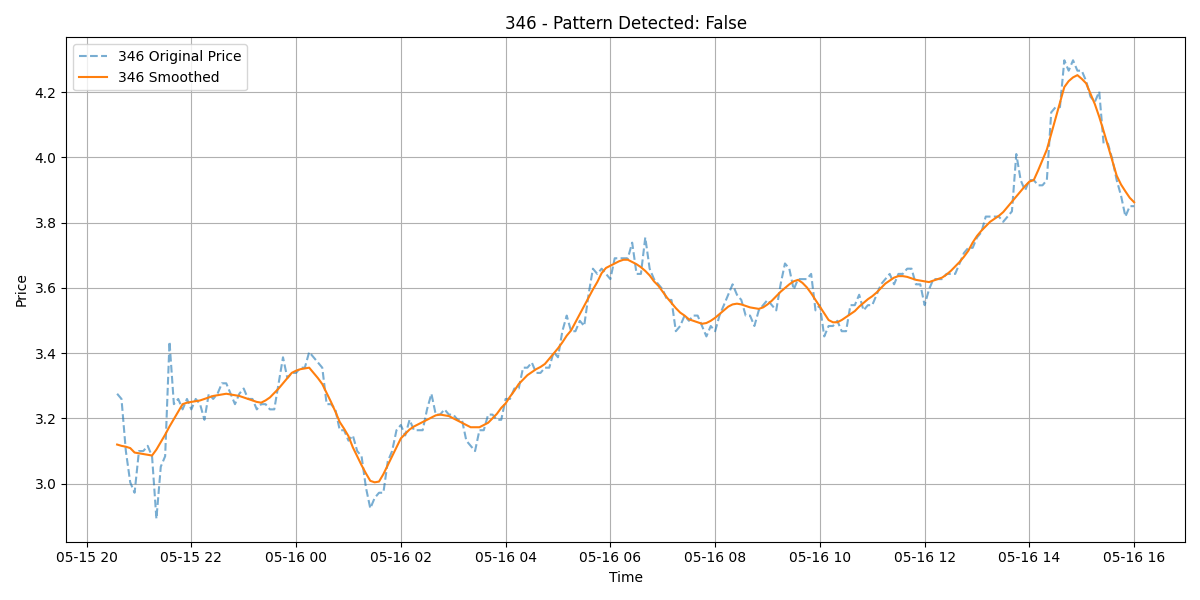 346 - Pattern Detected: False
346 Original Price
346 Smoothed
Price
4.2
4.0
3.8
3.6
3.4
3.2
3.0
05-15 20 05-15 22 05-16 00 05-16 02 05-16 04 05-16 06 05-16 08 05-16 10 05-16 12 05-16 14 05-16 16
Time